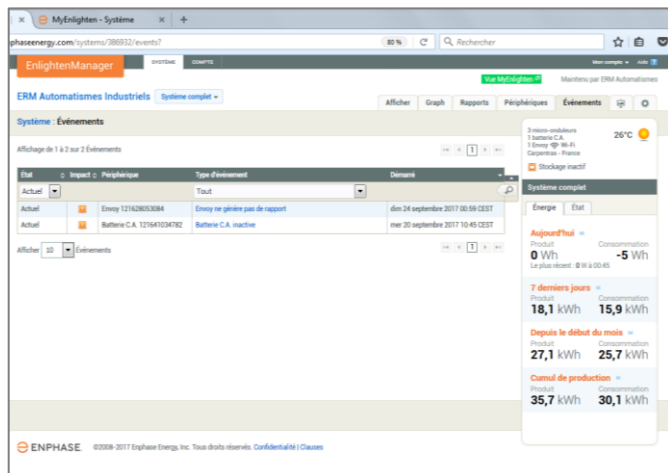 MyEnlighten - Système
phaseenergy.com/systems/386932/events?
80 %
Rechercher
EnlightenManager
SYSTÈME
COMPTE
Mon compte
Aide
Vue MyEnlighten
Maintenu par ERM Automatismes
ERM Automatismes Industriels
Système complet
Afficher
Graph
Rapports
Périphériques
Événements
Système : Événements
Affichage de 1 à 2 sur 2 Événements
1
État
Impact
Périphérique
Type d'événement
Démarré
Actuel
Tout
Actuel
Envoy 121628053084
Envoy ne génère pas de rapport
dim 24 septembre 2017 00:59 CEST
Actuel
Batterie C.A. 121641034782
Batterie C.A. inactive
mer 20 septembre 2017 10:45 CEST
Afficher 10 Événements
1
3 micro-onduleurs
1 batterie C.A.
1 Envoy Wi-Fi
Carpentras - France
26°C
Stockage inactif
Système complet
Énergie
État
Aujourd'hui
Produit
Consommation
0 Wh
-5 Wh
Le plus récent : 0 W à 00:45
7 derniers jours
Produit
Consommation
18,1 kWh
15,9 kWh
Depuis le début du mois
Produit
Consommation
27,1 kWh
25,7 kWh
Cumul de production
Produit
Consommation
35,7 kWh
30,1 kWh
ENPHASE
©2008-2017 Enphase Energy, Inc. Tous droits réservés. Confidentialité | Clauses